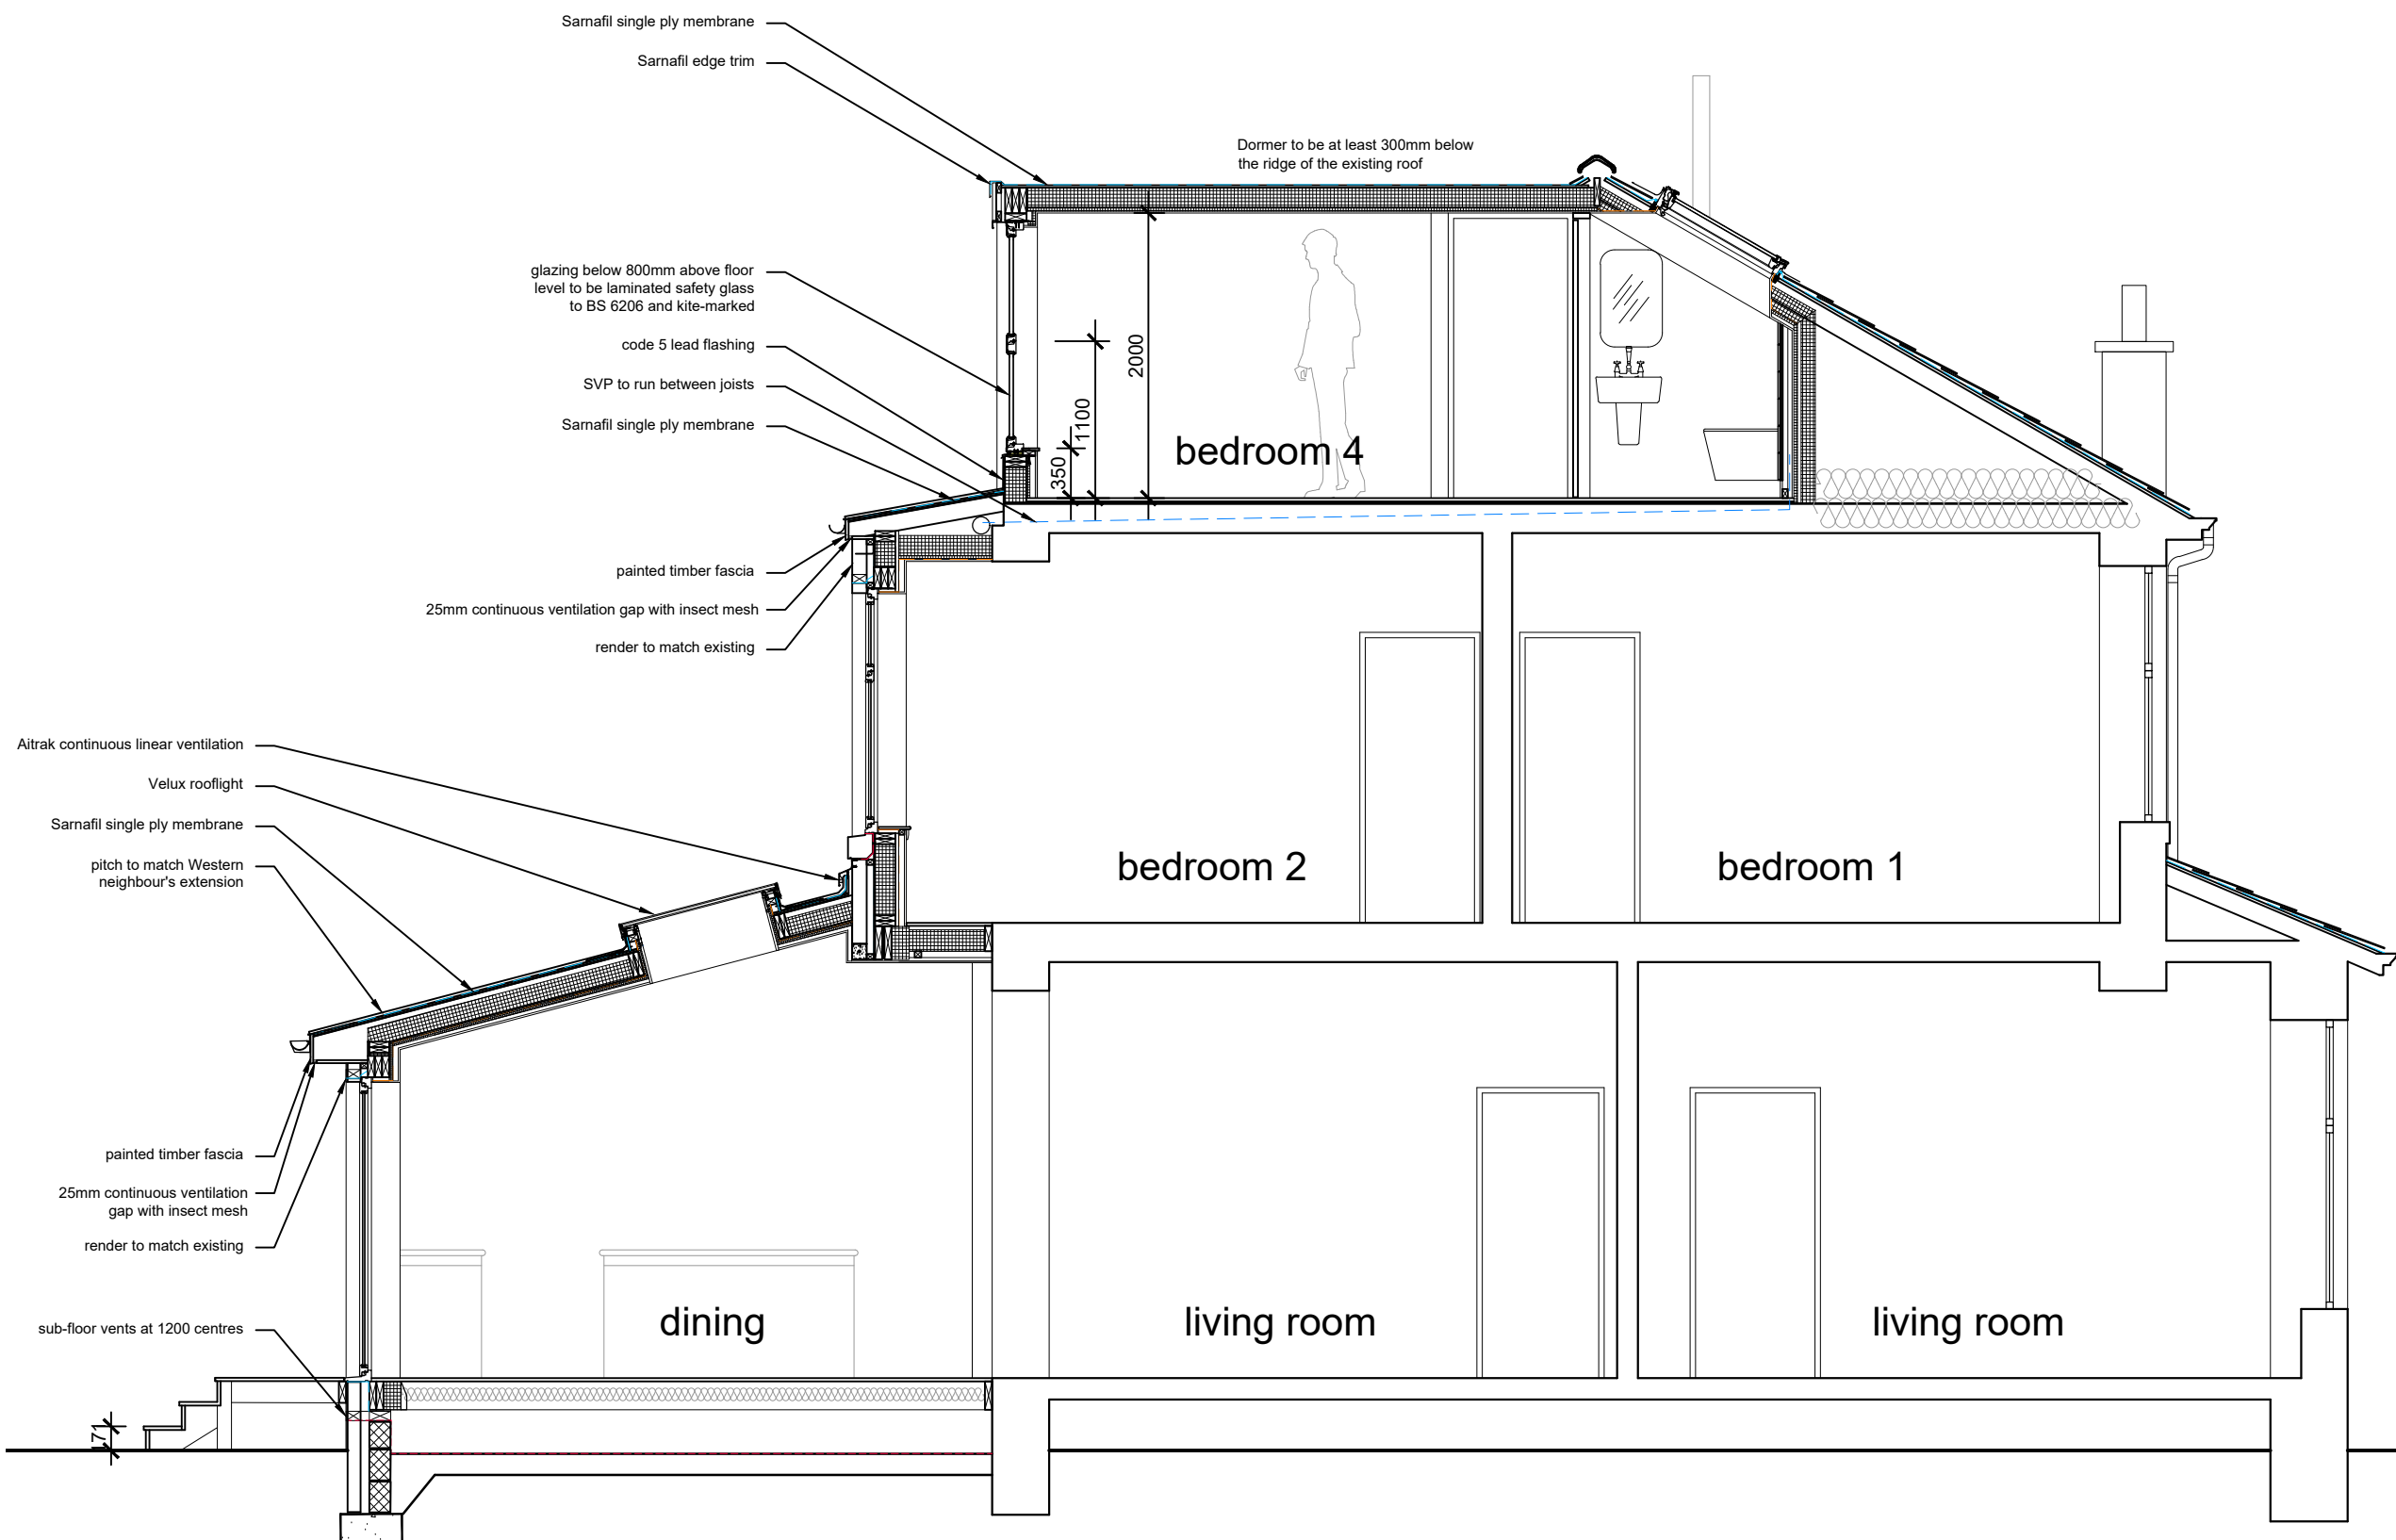 Sarnafil single ply membrane
Sarnafil edge trim
Dormer to be at least 300mm below
the ridge of the existing roof
glazing below 800mm above floor
level to be laminated safety glass
to BS 6206 and kite-marked
code 5 lead flashing
SVP to run between joists
Sarnafil single ply membrane
2000
1100
350
bedroom 4
painted timber fascia
25mm continuous ventilation gap with insect mesh
render to match existing
Aitrak continuous linear ventilation
Velux rooflight
Sarnafil single ply membrane
pitch to match Western
neighbour's extension
bedroom 2
bedroom 1
painted timber fascia
25mm continuous ventilation
gap with insect mesh
render to match existing
sub-floor vents at 1200 centres
dining
living room
living room
171